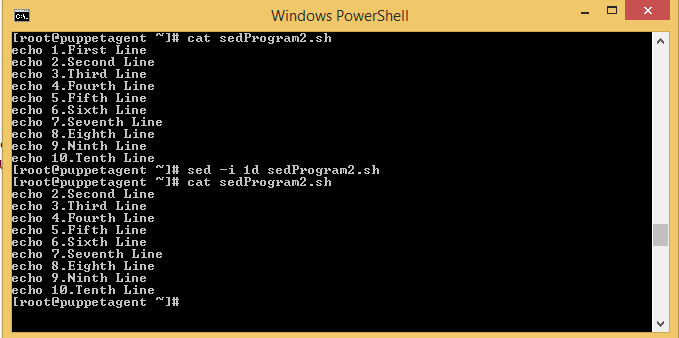 Windows PowerShell
[root@puppetagent ~]# cat sedProgram2.sh
echo 1.First Line
echo 2.Second Line
echo 3.Third Line
echo 4.Fourth Line
echo 5.Fifth Line
echo 6.Sixth Line
echo 7.Seventh Line
echo 8.Eighth Line
echo 9.Ninth Line
echo 10.Tenth Line
[root@puppetagent ~]# sed -i 1d sedProgram2.sh
[root@puppetagent ~]# cat sedProgram2.sh
echo 2.Second Line
echo 3.Third Line
echo 4.Fourth Line
echo 5.Fifth Line
echo 6.Sixth Line
echo 7.Seventh Line
echo 8.Eighth Line
echo 9.Ninth Line
echo 10.Tenth Line
[root@puppetagent ~]#